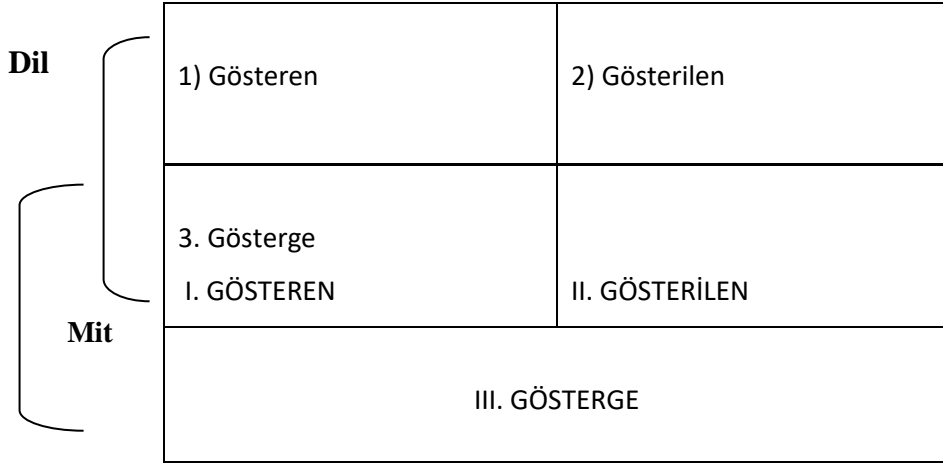 Dil
1) Gösteren
2) Gösterilen
3. Gösterge
I. GÖSTEREN
II. GÖSTERİLEN
Mit
III. GÖSTERGE